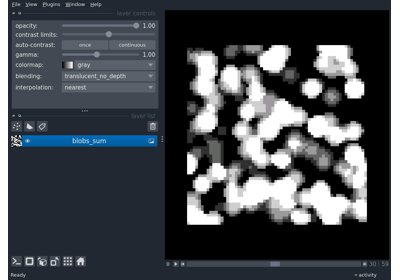 File View Plugins Window Help
layer controls
opacity: 1.00
contrast limits:
auto-contrast: once continuous
gamma: 1.00
colormap: gray
blending: translucent_no_depth
interpolation: nearest
layer list
blobs_sum
30 59
Ready
activity